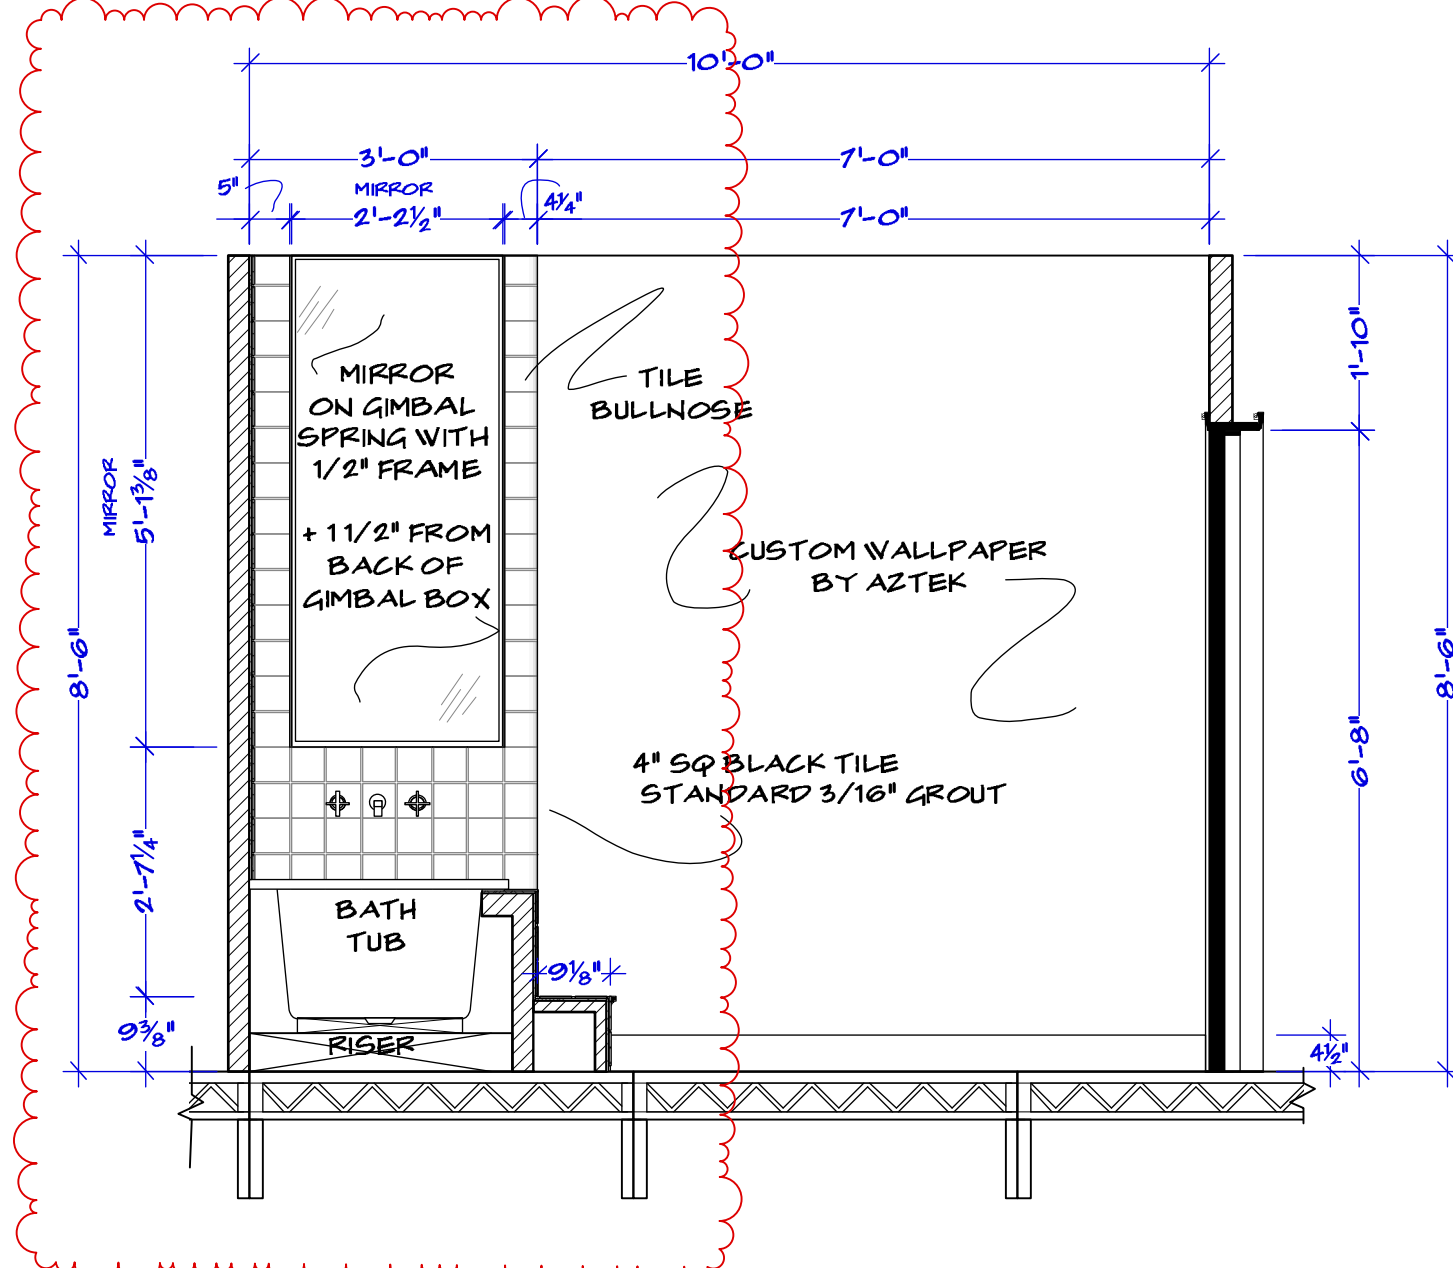 10'-0"
3'-0"
7'-0"
5"
MIRROR
4¼"
2'-2½"
7'-0"
1'-10"
MIRROR
ON GIMBAL
SPRING WITH
1/2" FRAME
TILE
BULLNOSE
MIRROR
5'-1⅜"
+ 1 1/2" FROM
BACK OF
GIMBAL BOX
CUSTOM WALLPAPER
BY AZTEK
8'-6"
8'-6"
6'-8"
4" SQ BLACK TILE
STANDARD 3/16" GROUT
2'-7¼"
BATH
TUB
9⅛"
9⅜"
RISER
4½"